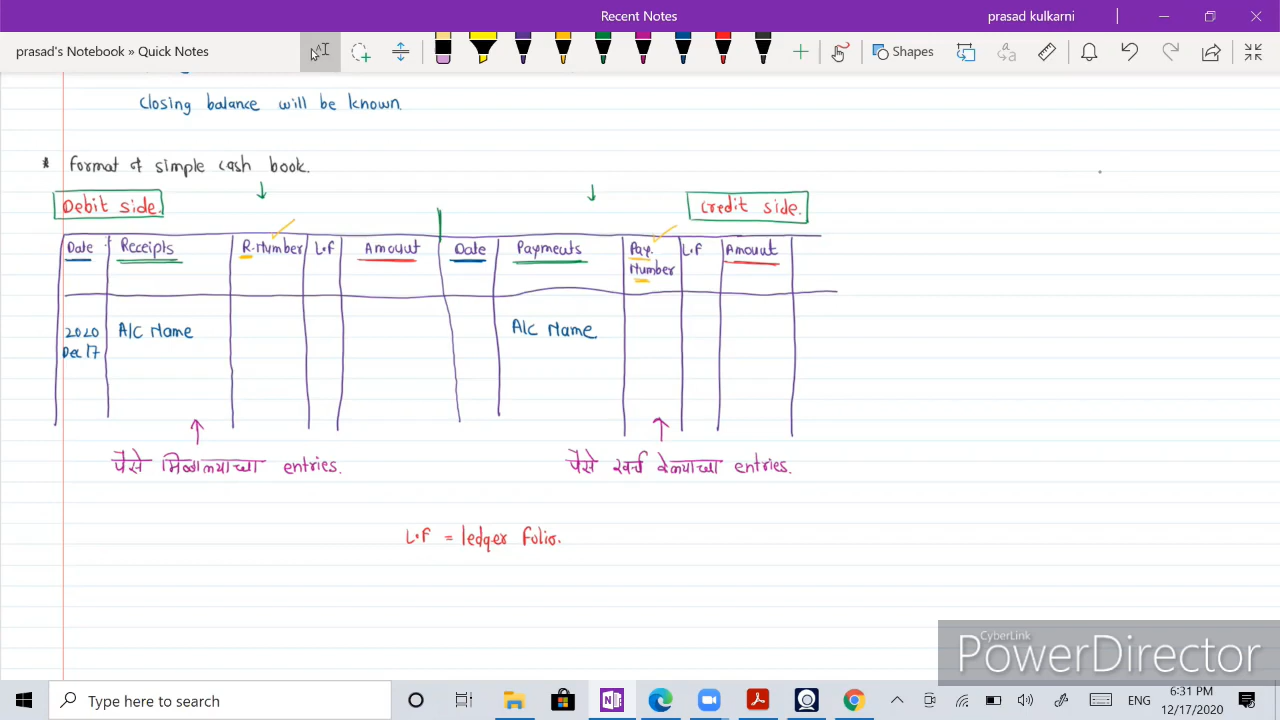 Recent Notes
prasad kulkarni
prasad's Notebook » Quick Notes
Shapes
Closing balance will be known.
* Format of simple cash book.
Debit side.
Credit side.
Date Receipts R.Number L.F Amount Date Payments Pay. Number L.F Amount
2020 Dec 17 A/C Name A/C Name
पैसे मिळाल्याच्या entries.
पैसे खर्च केल्याच्या entries.
L.F = ledger folio.
CyberLink
PowerDirector
Type here to search
6:31 PM
12/17/2020